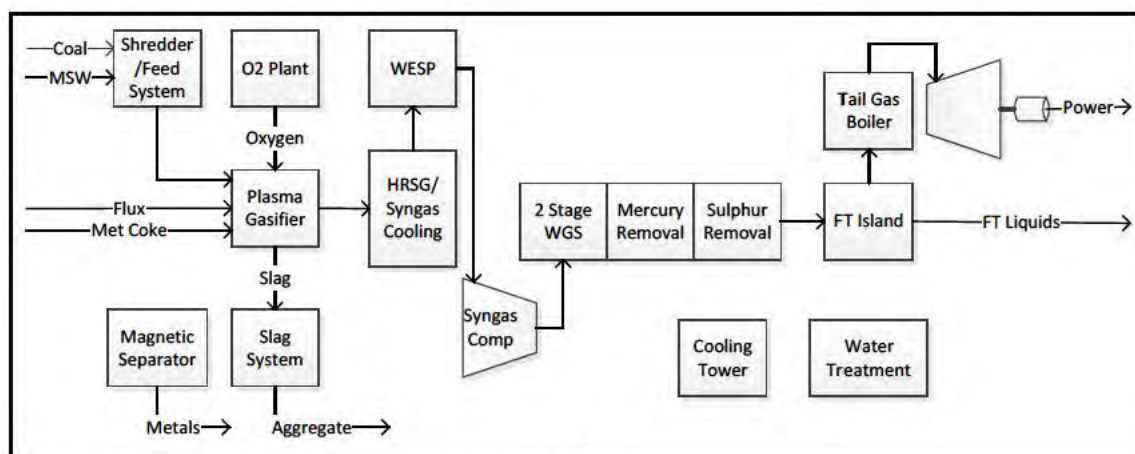 Coal
MSW
Shredder
/Feed
System
O2 Plant
Oxygen
WESP
Flux
Met Coke
Plasma
Gasifier
HRSG/
Syngas
Cooling
Slag
Magnetic
Separator
Slag
System
Metals
Aggregate
Syngas
Comp
2 Stage
WGS
Mercury
Removal
Sulphur
Removal
Tail Gas
Boiler
Power
FT Island
FT Liquids
Cooling
Tower
Water
Treatment